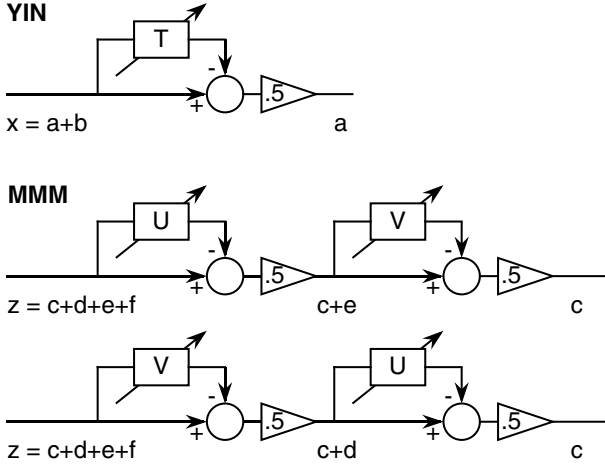 YIN
T
- + .5
x = a+b a
MMM
U V
- + .5 - + .5
z = c+d+e+f c+e c
V U
- + .5 - + .5
z = c+d+e+f c+d c